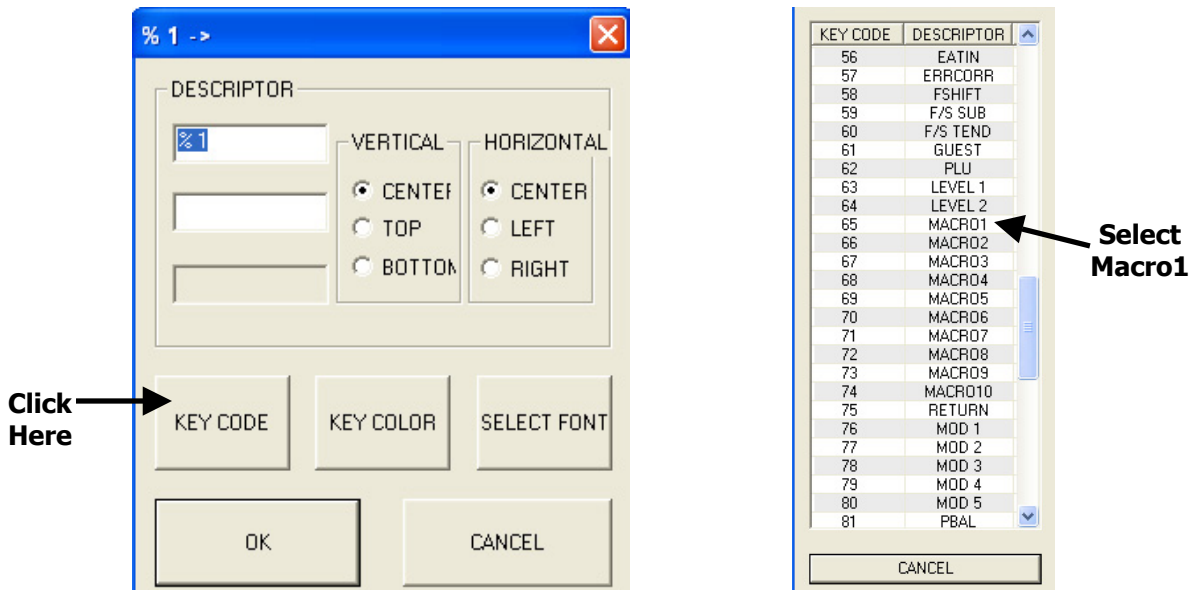 % 1 ->
DESCRIPTOR
% 1
VERTICAL
CENTEF
TOP
BOTTON
HORIZONTAL
CENTER
LEFT
RIGHT
Click
Here
KEY CODE
KEY COLOR
SELECT FONT
OK
CANCEL
KEY CODE DESCRIPTOR
56 EATIN
57 ERRCORR
58 FSHIFT
59 F/S SUB
60 F/S TEND
61 GUEST
62 PLU
63 LEVEL 1
64 LEVEL 2
65 MACRO1
66 MACRO2
67 MACRO3
68 MACRO4
69 MACRO5
70 MACRO6
71 MACRO7
72 MACRO8
73 MACRO9
74 MACRO10
75 RETURN
76 MOD 1
77 MOD 2
78 MOD 3
79 MOD 4
80 MOD 5
81 PBAL
CANCEL
Select
Macro1